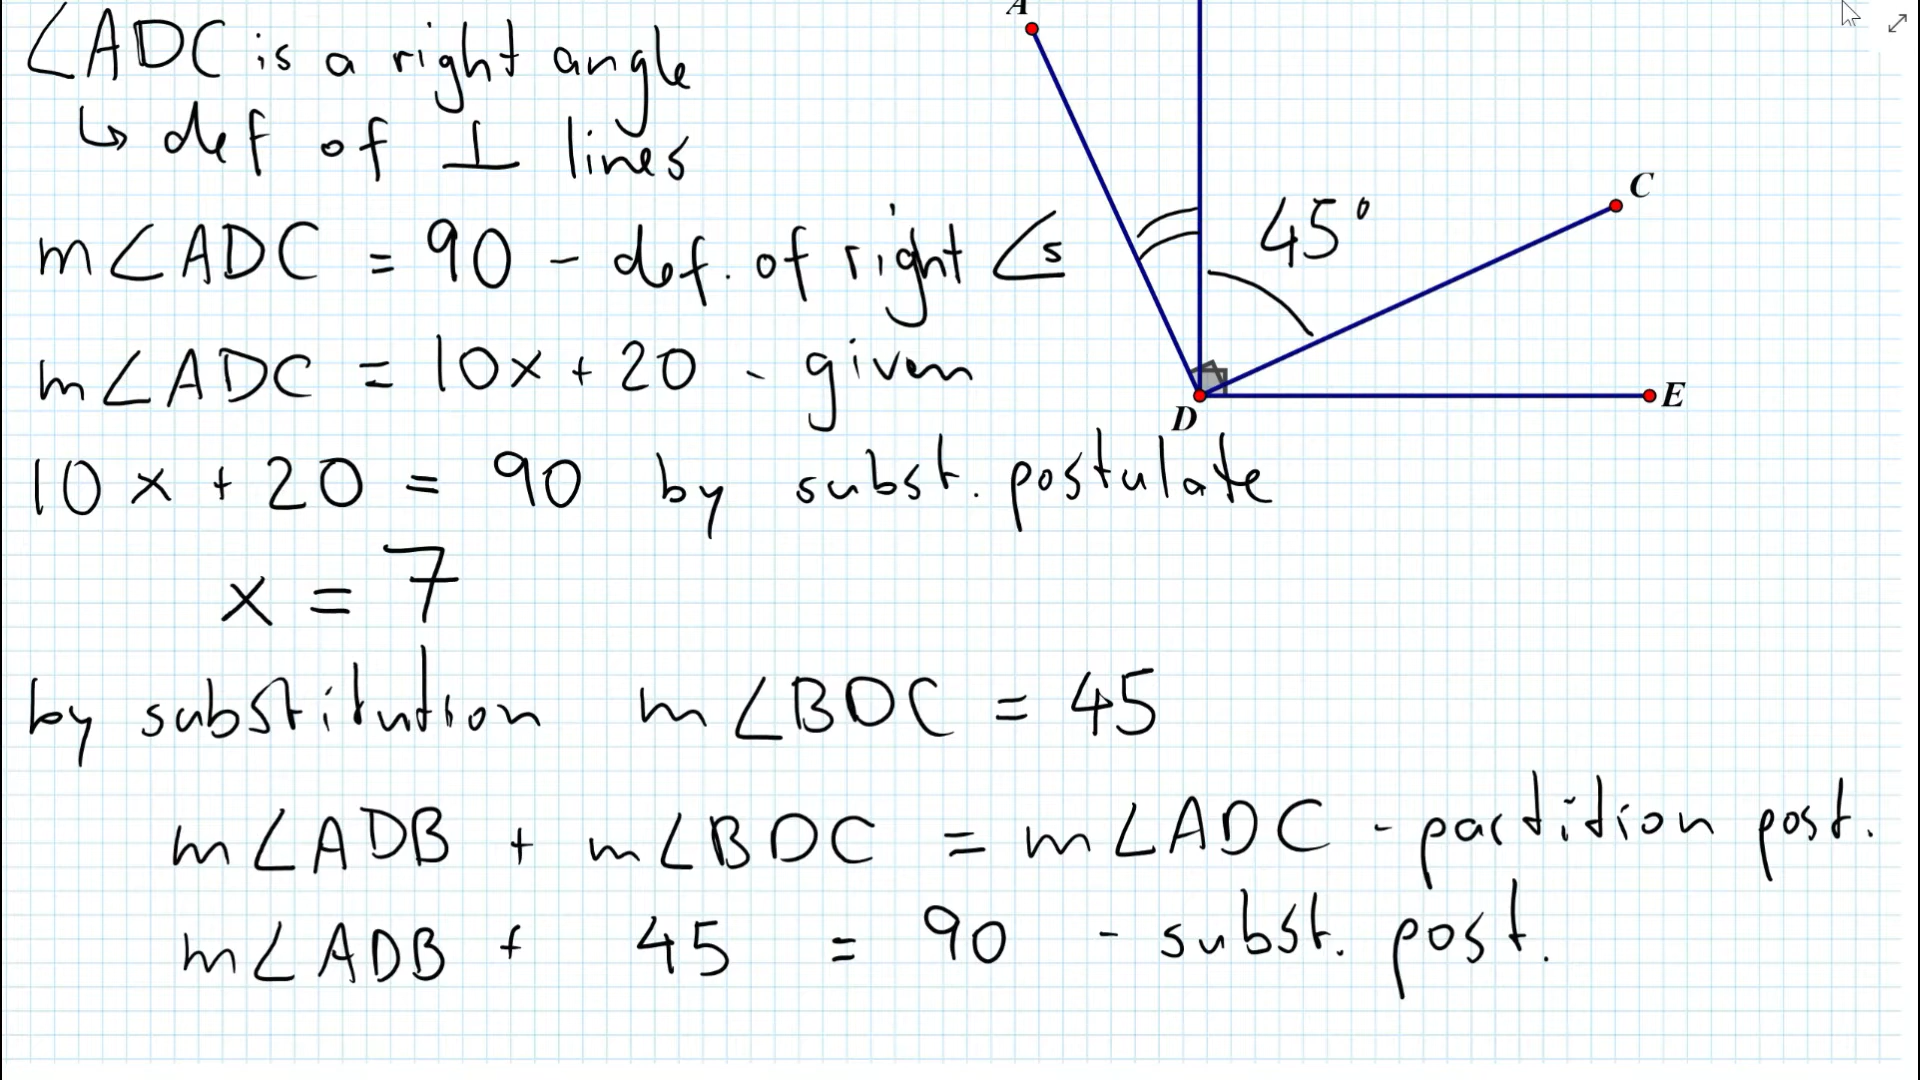 ∠ADC is a right angle
↳ def of ⊥ lines
m∠ADC = 90 - def. of right ∠s
m∠ADC = 10x + 20 - given
10x + 20 = 90 by subst. postulate
x = 7
by substitution m∠BDC = 45
m∠ADB + m∠BDC = m∠ADC - partition post.
m∠ADB + 45 = 90 - subst. post.
A
45°
C
D
E